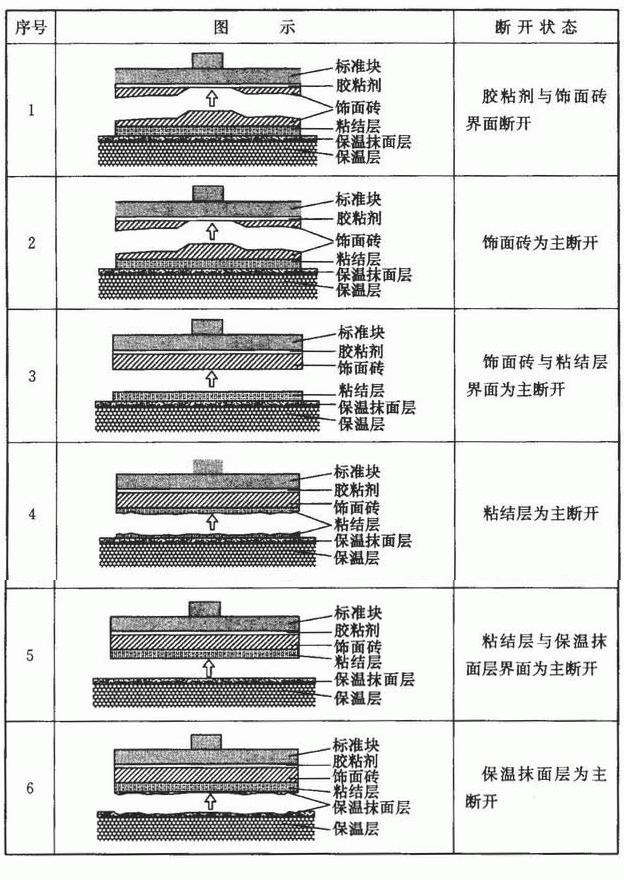 序号 图 示 断开状态
标准块
胶粘剂
饰面砖
粘结层
保温抹面层
保温层
1
胶粘剂与饰面砖
界面断开
标准块
胶粘剂
饰面砖
粘结层
保温抹面层
保温层
2
饰面砖为主断开
标准块
胶粘剂
饰面砖
粘结层
保温抹面层
保温层
3
饰面砖与粘结层
界面为主断开
标准块
胶粘剂
饰面砖
粘结层
保温抹面层
保温层
4
粘结层为主断开
标准块
胶粘剂
饰面砖
粘结层
保温抹面层
保温层
5
粘结层与保温抹
面层界面为主断开
标准块
胶粘剂
饰面砖
粘结层
保温抹面层
保温层
6
保温抹面层为主
断开